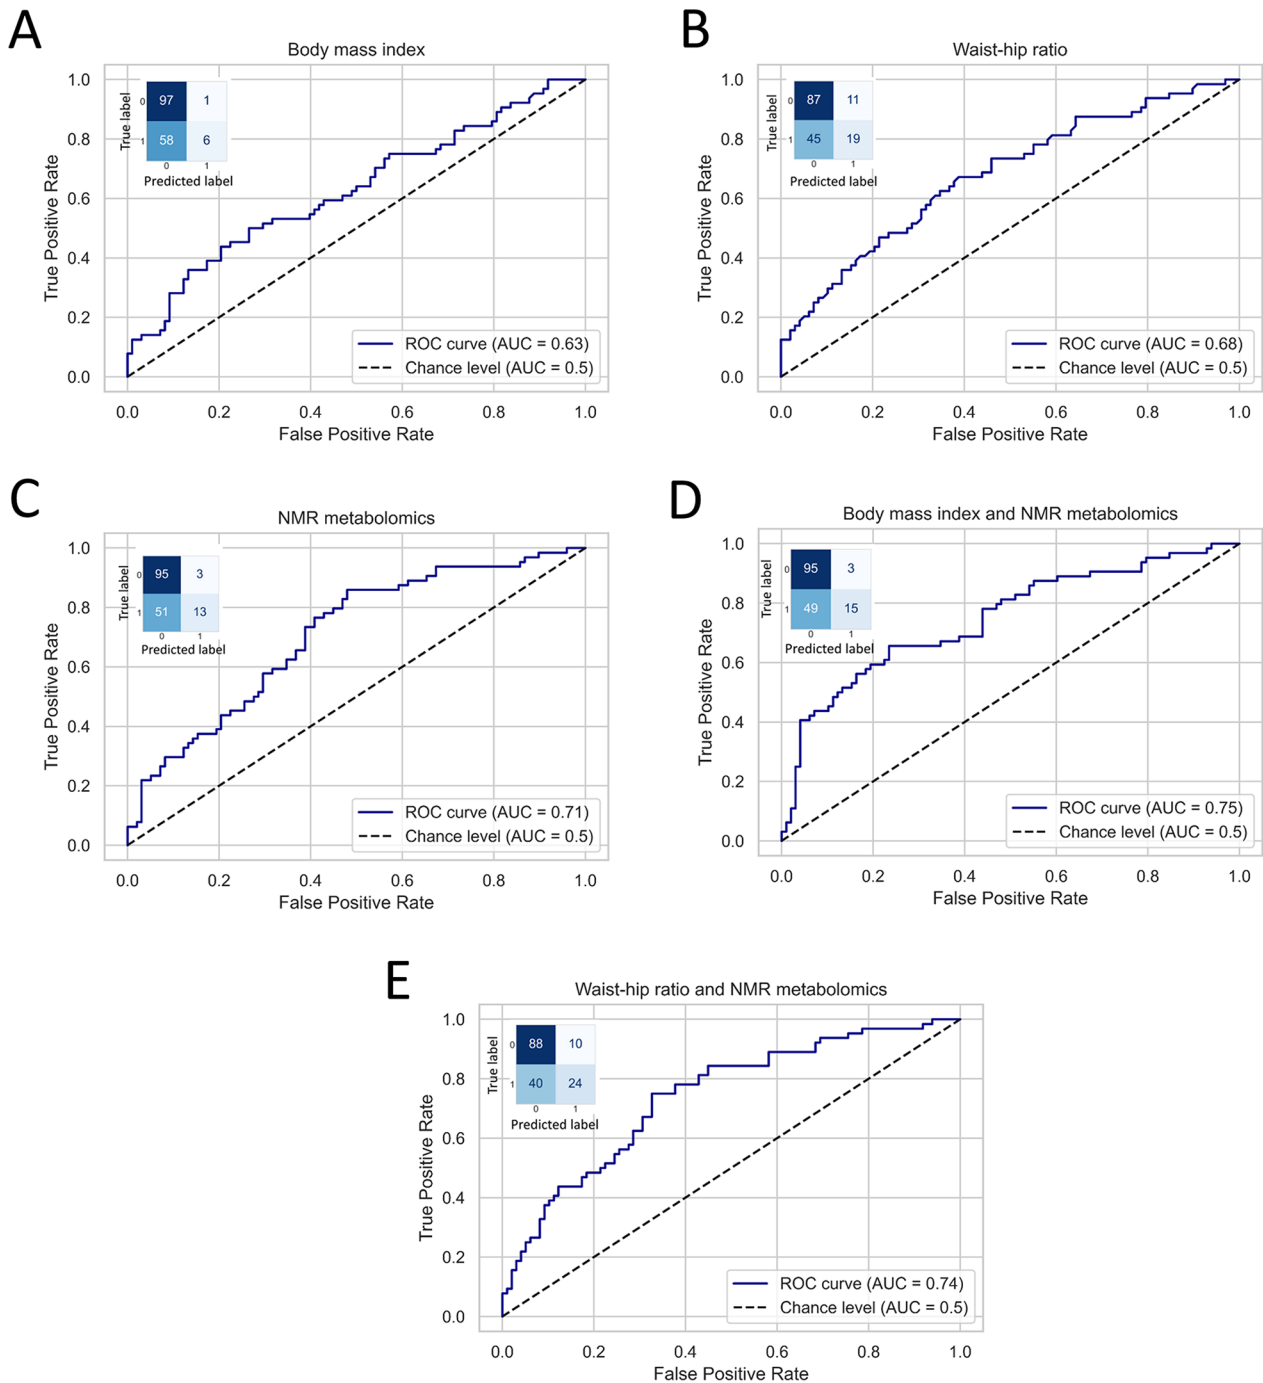 A
Body mass index
True Positive Rate
1.0
0.8
0.6
0.4
0.2
0.0
True label
0
1
97 1
58 6
0 1
Predicted label
ROC curve (AUC = 0.63)
Chance level (AUC = 0.5)
0.0 0.2 0.4 0.6 0.8 1.0
False Positive Rate
B
Waist-hip ratio
True Positive Rate
1.0
0.8
0.6
0.4
0.2
0.0
True label
0
1
87 11
45 19
0 1
Predicted label
ROC curve (AUC = 0.68)
Chance level (AUC = 0.5)
0.0 0.2 0.4 0.6 0.8 1.0
False Positive Rate
C
NMR metabolomics
True Positive Rate
1.0
0.8
0.6
0.4
0.2
0.0
True label
0
1
95 3
51 13
0 1
Predicted label
ROC curve (AUC = 0.71)
Chance level (AUC = 0.5)
0.0 0.2 0.4 0.6 0.8 1.0
False Positive Rate
D
Body mass index and NMR metabolomics
True Positive Rate
1.0
0.8
0.6
0.4
0.2
0.0
True label
0
1
95 3
49 15
0 1
Predicted label
ROC curve (AUC = 0.75)
Chance level (AUC = 0.5)
0.0 0.2 0.4 0.6 0.8 1.0
False Positive Rate
E
Waist-hip ratio and NMR metabolomics
True Positive Rate
1.0
0.8
0.6
0.4
0.2
0.0
True label
0
1
88 10
40 24
0 1
Predicted label
ROC curve (AUC = 0.74)
Chance level (AUC = 0.5)
0.0 0.2 0.4 0.6 0.8 1.0
False Positive Rate